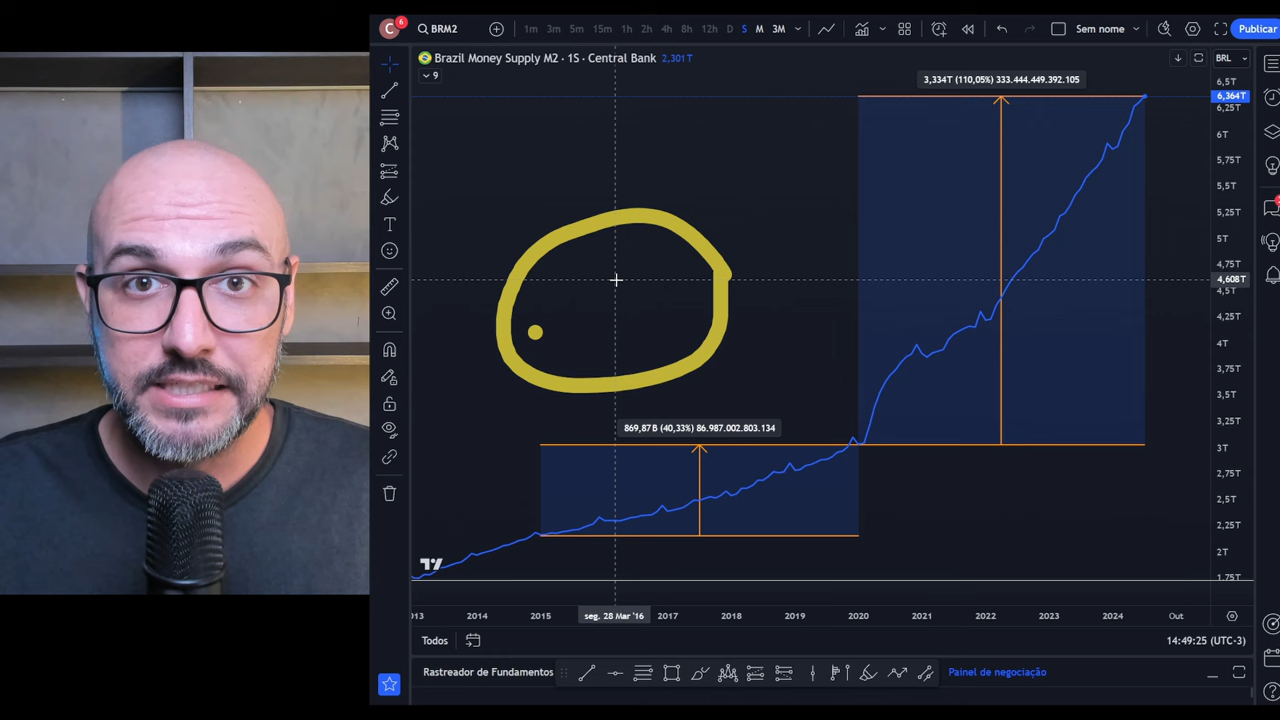 C 6 BRM2 1m 3m 5m 15m 1h 2h 4h 8h 12h D S M 3M Sem nome Publicar
Brazil Money Supply M2 · 1S · Central Bank 2,301T BRL
9
3,334T (110,05%) 333.444.449.392.105
6,5T
6,364T
6,25T
6T
5,75T
5,5T
5,25T
5T
4,75T
4,608T
4,5T
4,25T
4T
3,75T
3,5T
3,25T
3T
2,75T
2,5T
2,25T
2T
1,75T
869,87B (40,33%) 86.987.002.803.134
013 2014 2015 seg. 28 Mar '16 2017 2018 2019 2020 2021 2022 2023 2024 Out
Todos 14:49:25 (UTC-3)
Rastreador de Fundamentos Painel de negociação